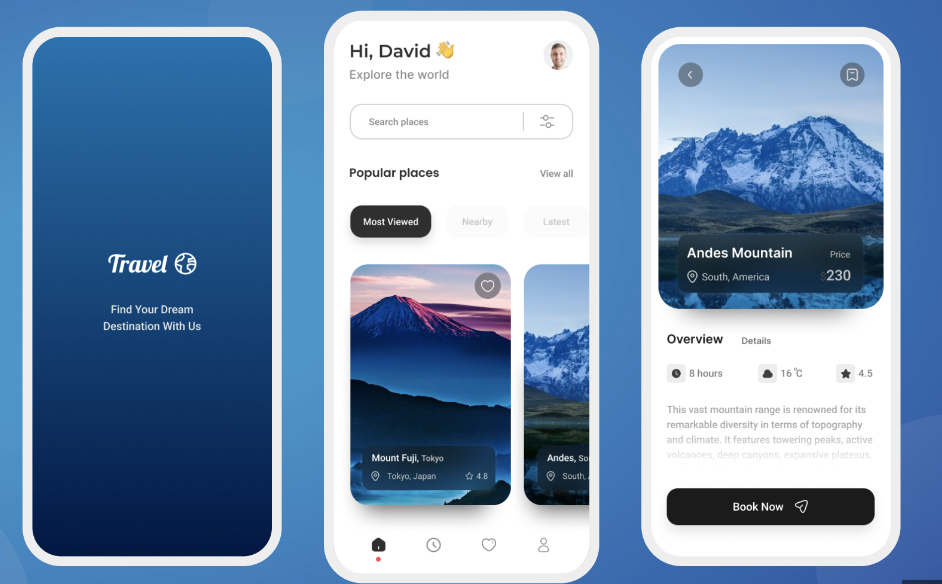 Travel
Find Your Dream
Destination With Us
Hi, David 👋
Explore the world
Search places
Popular places
View all
Most Viewed
Nearby
Latest
Mount Fuji, Tokyo
Tokyo, Japan
4.8
Andes,
South,
Andes Mountain
Price
South, America
$230
Overview
Details
8 hours
16 °C
4.5
This vast mountain range is renowned for its
remarkable diversity in terms of topography
and climate. It features towering peaks, active
volcanoes, deep canyons, expansive plateaus,
Book Now